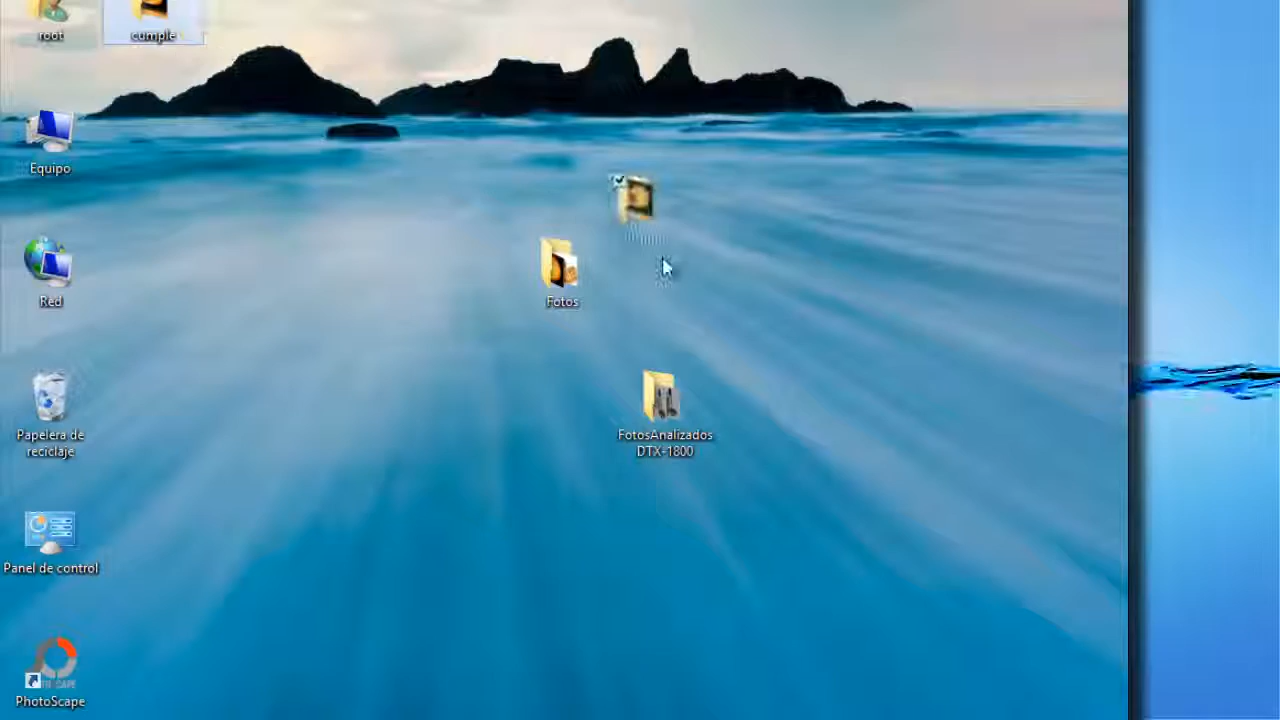 root
cumple
Equipo
Red
Fotos
Papelera de
reciclaje
FotosAnalizados
DTX-1800
Panel de control
PhotoScape